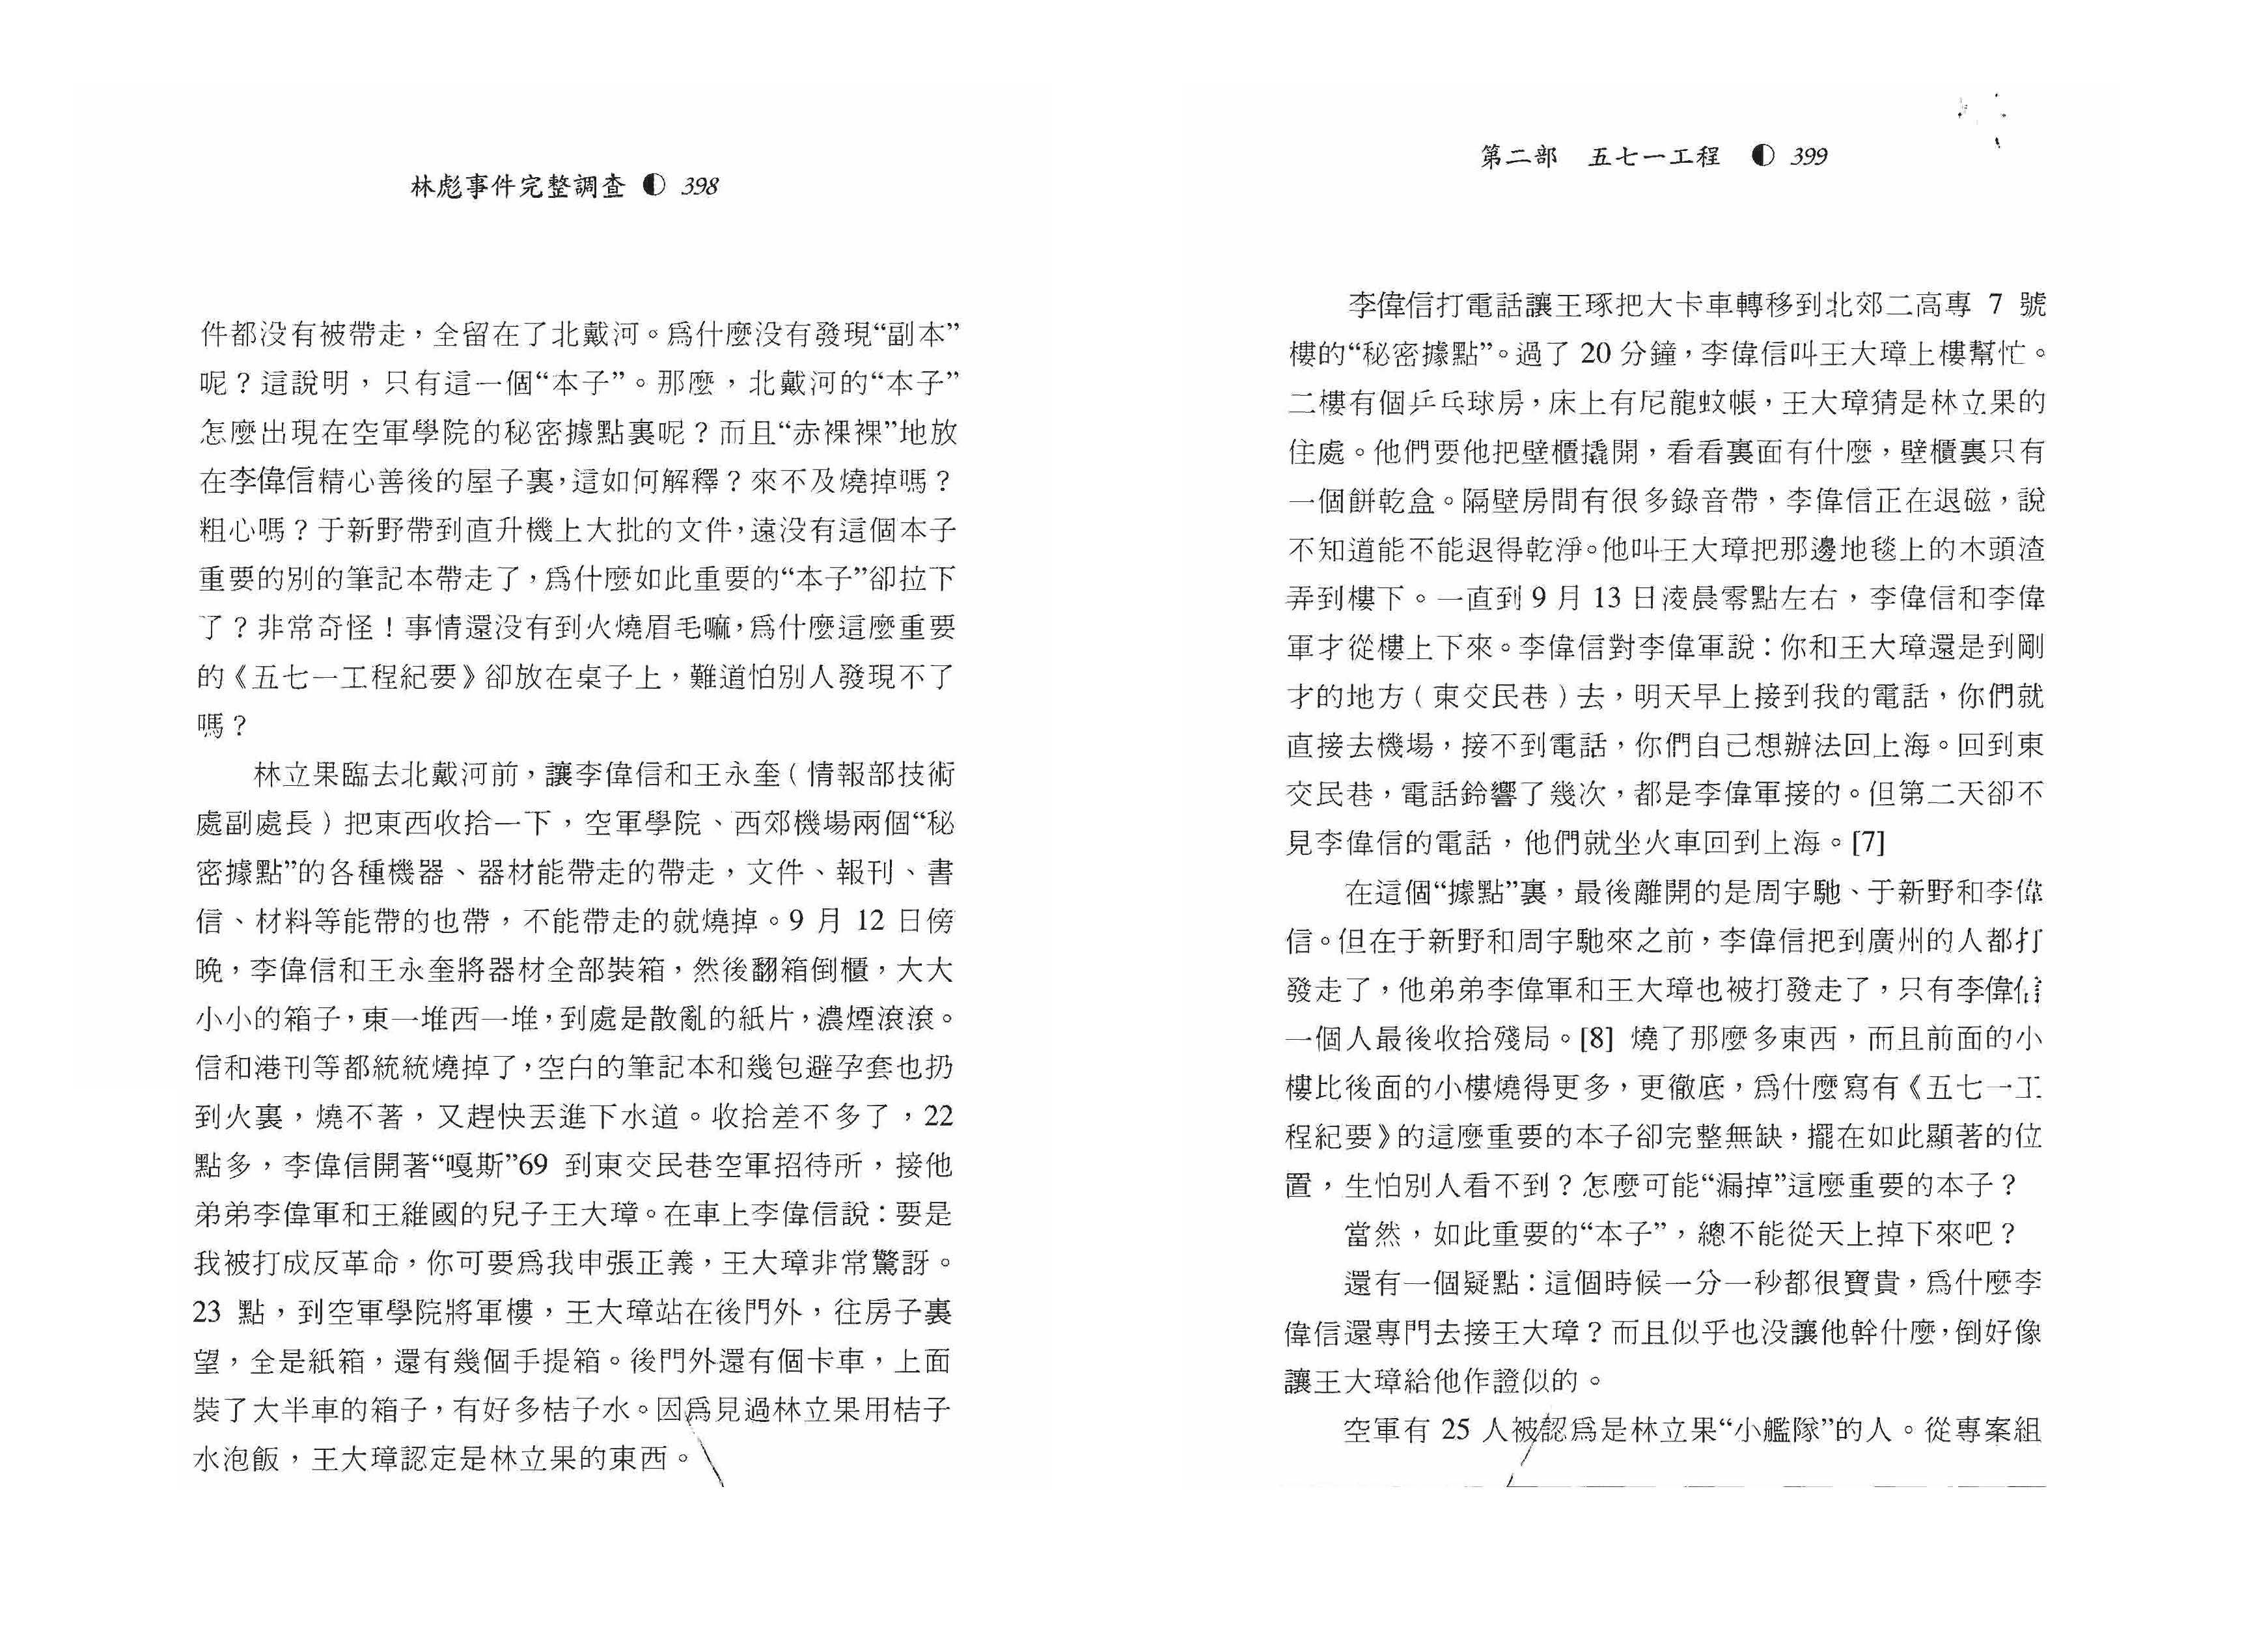 林彪事件完整調查 ◐ 398
件都没有被帶走，全留在了北戴河。爲什麼没有發現“副本”
呢？這說明，只有這一個“本子”。那麼，北戴河的“本子”
怎麼出現在空軍學院的秘密據點裏呢？而且“赤裸裸”地放
在李偉信精心善後的屋子裏，這如何解釋？來不及燒掉嗎？
粗心嗎？于新野帶到直升機上大批的文件，遠没有這個本子
重要的別的筆記本帶走了，爲什麼如此重要的“本子”卻拉下
了？非常奇怪！事情還没有到火燒眉毛嘛，爲什麼這麼重要
的《五七一工程紀要》卻放在桌子上，難道怕別人發現不了
嗎？
林立果臨去北戴河前，讓李偉信和王永奎（情報部技術
處副處長）把東西收拾一下，空軍學院、西郊機場兩個“秘
密據點”的各種機器、器材能帶走的帶走，文件、報刊、書
信、材料等能帶的也帶，不能帶走的就燒掉。9 月 12 日傍
晚，李偉信和王永奎將器材全部裝箱，然後翻箱倒櫃，大大
小小的箱子，東一堆西一堆，到處是散亂的紙片，濃煙滾滾。
信和港刊等都統統燒掉了，空白的筆記本和幾包避孕套也扔
到火裏，燒不著，又趕快丟進下水道。收拾差不多了，22
點多，李偉信開著“嘎斯”69 到東交民巷空軍招待所，接他
弟弟李偉軍和王維國的兒子王大璋。在車上李偉信說：要是
我被打成反革命，你可要爲我申張正義，王大璋非常驚訝。
23 點，到空軍學院將軍樓，王大璋站在後門外，往房子裏
望，全是紙箱，還有幾個手提箱。後門外還有個卡車，上面
裝了大半車的箱子，有好多桔子水。因爲見過林立果用桔子
水泡飯，王大璋認定是林立果的東西。
第二部 五七一工程 ◐ 399
李偉信打電話讓王琢把大卡車轉移到北郊二高專 7 號
樓的“秘密據點”。過了 20 分鐘，李偉信叫王大璋上樓幫忙。
二樓有個乒乓球房，床上有尼龍蚊帳，王大璋猜是林立果的
住處。他們要他把壁櫃撬開，看看裏面有什麼，壁櫃裏只有
一個餅乾盒。隔壁房間有很多錄音帶，李偉信正在退磁，說
不知道能不能退得乾淨。他叫王大璋把那邊地毯上的木頭渣
弄到樓下。一直到 9 月 13 日淩晨零點左右，李偉信和李偉
軍才從樓上下來。李偉信對李偉軍說：你和王大璋還是到剛
才的地方（東交民巷）去，明天早上接到我的電話，你們就
直接去機場，接不到電話，你們自己想辦法回上海。回到東
交民巷，電話鈴響了幾次，都是李偉軍接的。但第二天卻不
見李偉信的電話，他們就坐火車回到上海。[7]
在這個“據點”裏，最後離開的是周宇馳、于新野和李偉
信。但在于新野和周宇馳來之前，李偉信把到廣州的人都打
發走了，他弟弟李偉軍和王大璋也被打發走了，只有李偉信
一個人最後收拾殘局。[8] 燒了那麼多東西，而且前面的小
樓比後面的小樓燒得更多，更徹底，爲什麼寫有《五七一工
程紀要》的這麼重要的本子卻完整無缺，擺在如此顯著的位
置，生怕別人看不到？怎麼可能“漏掉”這麼重要的本子？
當然，如此重要的“本子”，總不能從天上掉下來吧？
還有一個疑點：這個時候一分一秒都很寶貴，爲什麼李
偉信還專門去接王大璋？而且似乎也没讓他幹什麼，倒好像
讓王大璋給他作證似的。
空軍有 25 人被認爲是林立果“小艦隊”的人。從專案組